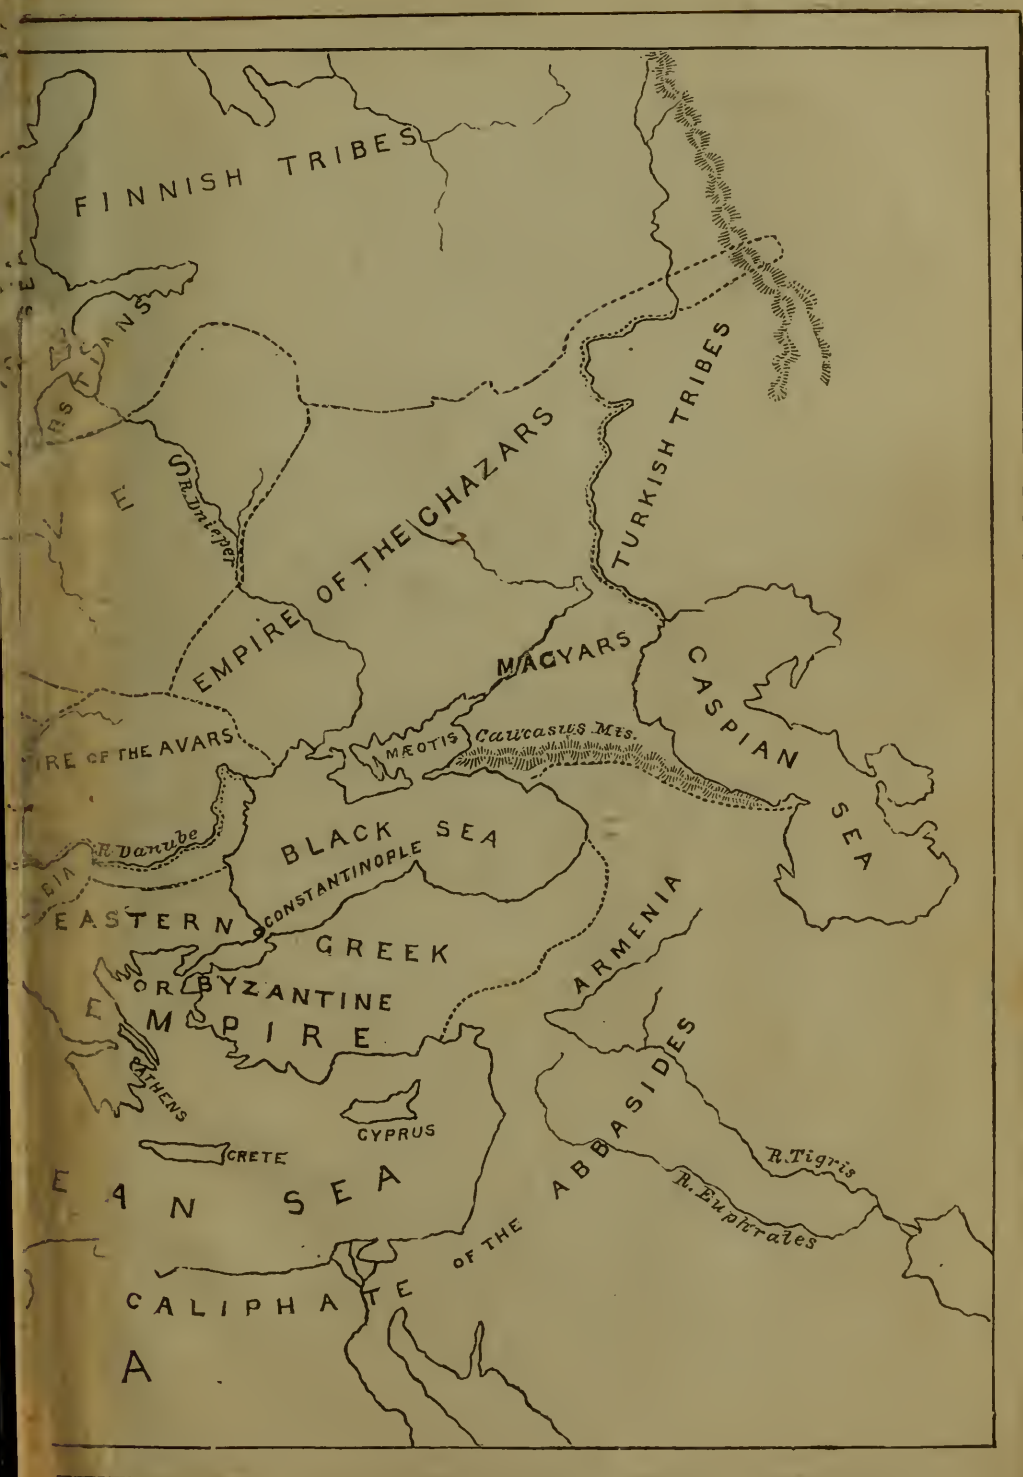 FINNISH TRIBES
SEA
TURKISH TRIBES
R. Dnieper
EMPIRE OF THE CHAZARS
MAGYARS
CASPIAN SEA
MÆOTIS
Caucasus Mts.
OF THE AVARS
R. Danube
BLACK SEA
CONSTANTINOPLE
EASTERN
GREEK
OR BYZANTINE
EMPIRE
ARMENIA
ATHENS
CYPRUS
CRETE
SEA
R. Tigris
R. Euphrates
CALIPHATE OF THE ABBASIDES
A